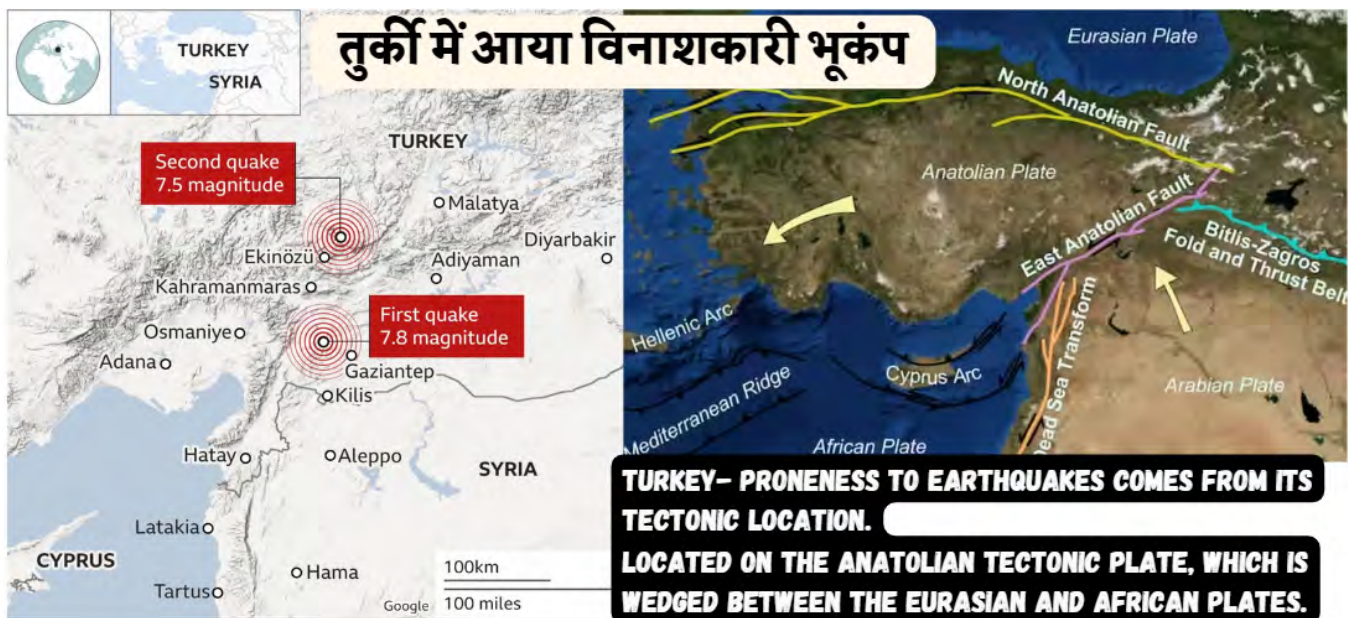 तुर्की में आया विनाशकारी भूकंप
TURKEY
SYRIA
TURKEY
Second quake
7.5 magnitude
Malatya
Diyarbakir
Ekinözü
Adiyaman
Kahramanmaras
First quake
7.8 magnitude
Osmaniye
Adana
Gaziantep
Kilis
Hatay
Aleppo
SYRIA
Latakia
CYPRUS
Hama
Tartus
100km
100 miles
Google
Eurasian Plate
North Anatolian Fault
Anatolian Plate
East Anatolian Fault
Bitlis-Zagros
Fold and Thrust Belt
Hellenic Arc
Cyprus Arc
Dead Sea Transform
Arabian Plate
Mediterranean Ridge
African Plate
TURKEY– PRONENESS TO EARTHQUAKES COMES FROM ITS
TECTONIC LOCATION.
LOCATED ON THE ANATOLIAN TECTONIC PLATE, WHICH IS
WEDGED BETWEEN THE EURASIAN AND AFRICAN PLATES.